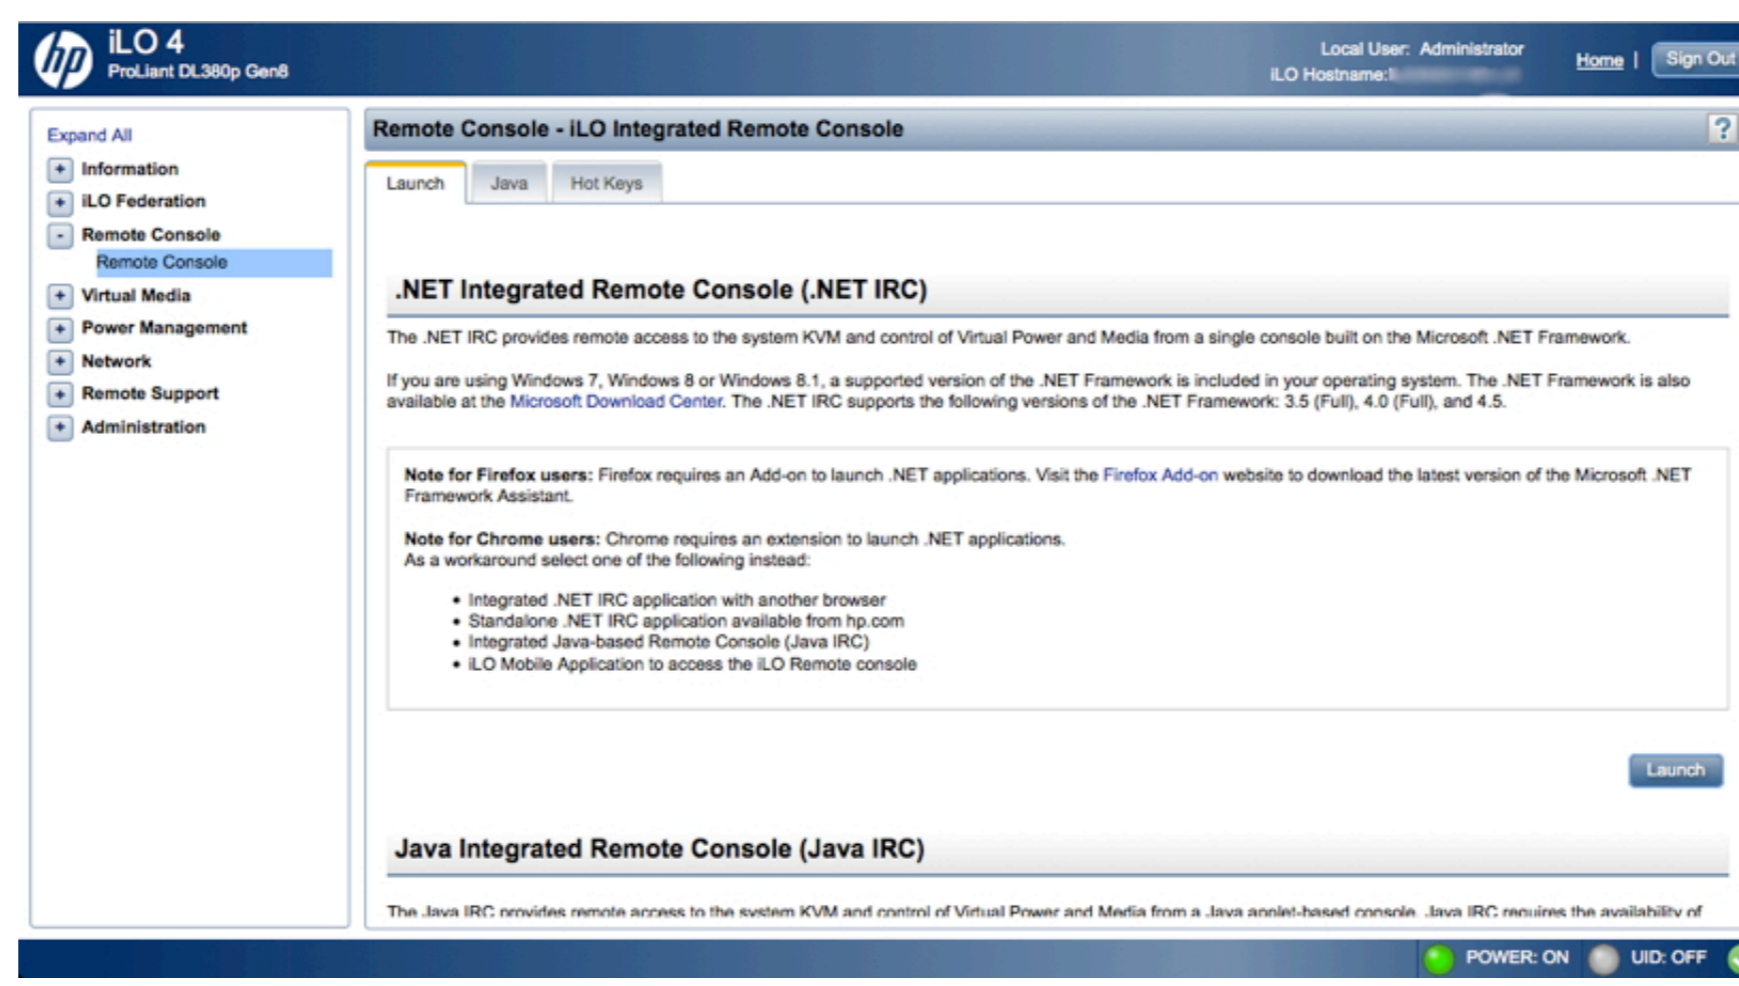 hp
iLO 4
ProLiant DL380p Gen8
Local User: Administrator
iLO Hostname:
Home |
Sign Out
Expand All
+ Information
+ iLO Federation
- Remote Console
Remote Console
+ Virtual Media
+ Power Management
+ Network
+ Remote Support
+ Administration
Remote Console - iLO Integrated Remote Console
?
Launch
Java
Hot Keys
.NET Integrated Remote Console (.NET IRC)
The .NET IRC provides remote access to the system KVM and control of Virtual Power and Media from a single console built on the Microsoft .NET Framework.
If you are using Windows 7, Windows 8 or Windows 8.1, a supported version of the .NET Framework is included in your operating system. The .NET Framework is also
available at the Microsoft Download Center. The .NET IRC supports the following versions of the .NET Framework: 3.5 (Full), 4.0 (Full), and 4.5.
Note for Firefox users: Firefox requires an Add-on to launch .NET applications. Visit the Firefox Add-on website to download the latest version of the Microsoft .NET
Framework Assistant.
Note for Chrome users: Chrome requires an extension to launch .NET applications.
As a workaround select one of the following instead:
• Integrated .NET IRC application with another browser
• Standalone .NET IRC application available from hp.com
• Integrated Java-based Remote Console (Java IRC)
• iLO Mobile Application to access the iLO Remote console
Launch
Java Integrated Remote Console (Java IRC)
The Java IRC provides remote access to the system KVM and control of Virtual Power and Media from a Java applet-based console. Java IRC requires the availability of
POWER: ON
UID: OFF